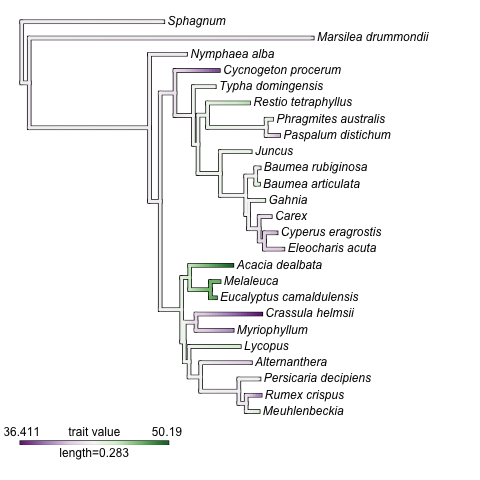 Sphagnum
Marsilea drummondii
Nymphaea alba
Cycnogeton procerum
Typha domingensis
Restio tetraphyllus
Phragmites australis
Paspalum distichum
Juncus
Baumea rubiginosa
Baumea articulata
Gahnia
Carex
Cyperus eragrostis
Eleocharis acuta
Acacia dealbata
Melaleuca
Eucalyptus camaldulensis
Crassula helmsii
Myriophyllum
Lycopus
Alternanthera
Persicaria decipiens
Rumex crispus
Meuhlenbeckia
36.411 trait value 50.19
length=0.283